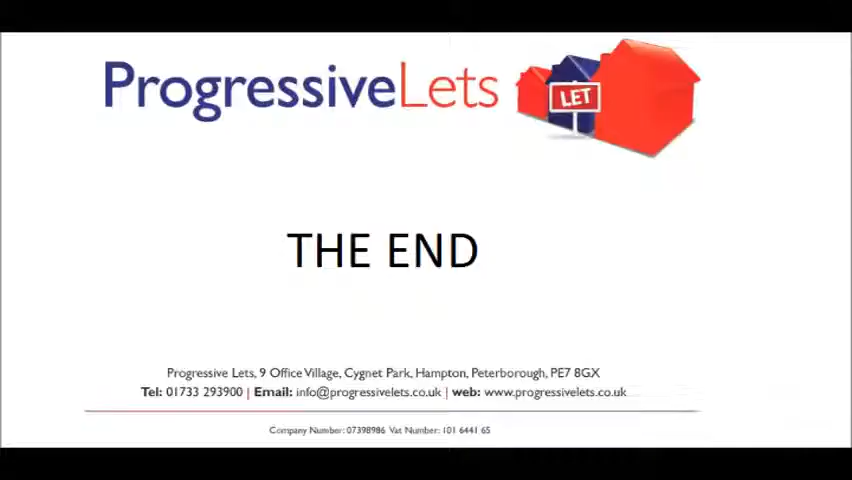 ProgressiveLets
LET
THE END
Progressive Lets, 9 Office Village, Cygnet Park, Hampton, Peterborough, PE7 8GX
Tel: 01733 293900 | Email: info@progressivelets.co.uk | web: www.progressivelets.co.uk
Company Number: 07398986 Vat Number: 101 6441 65